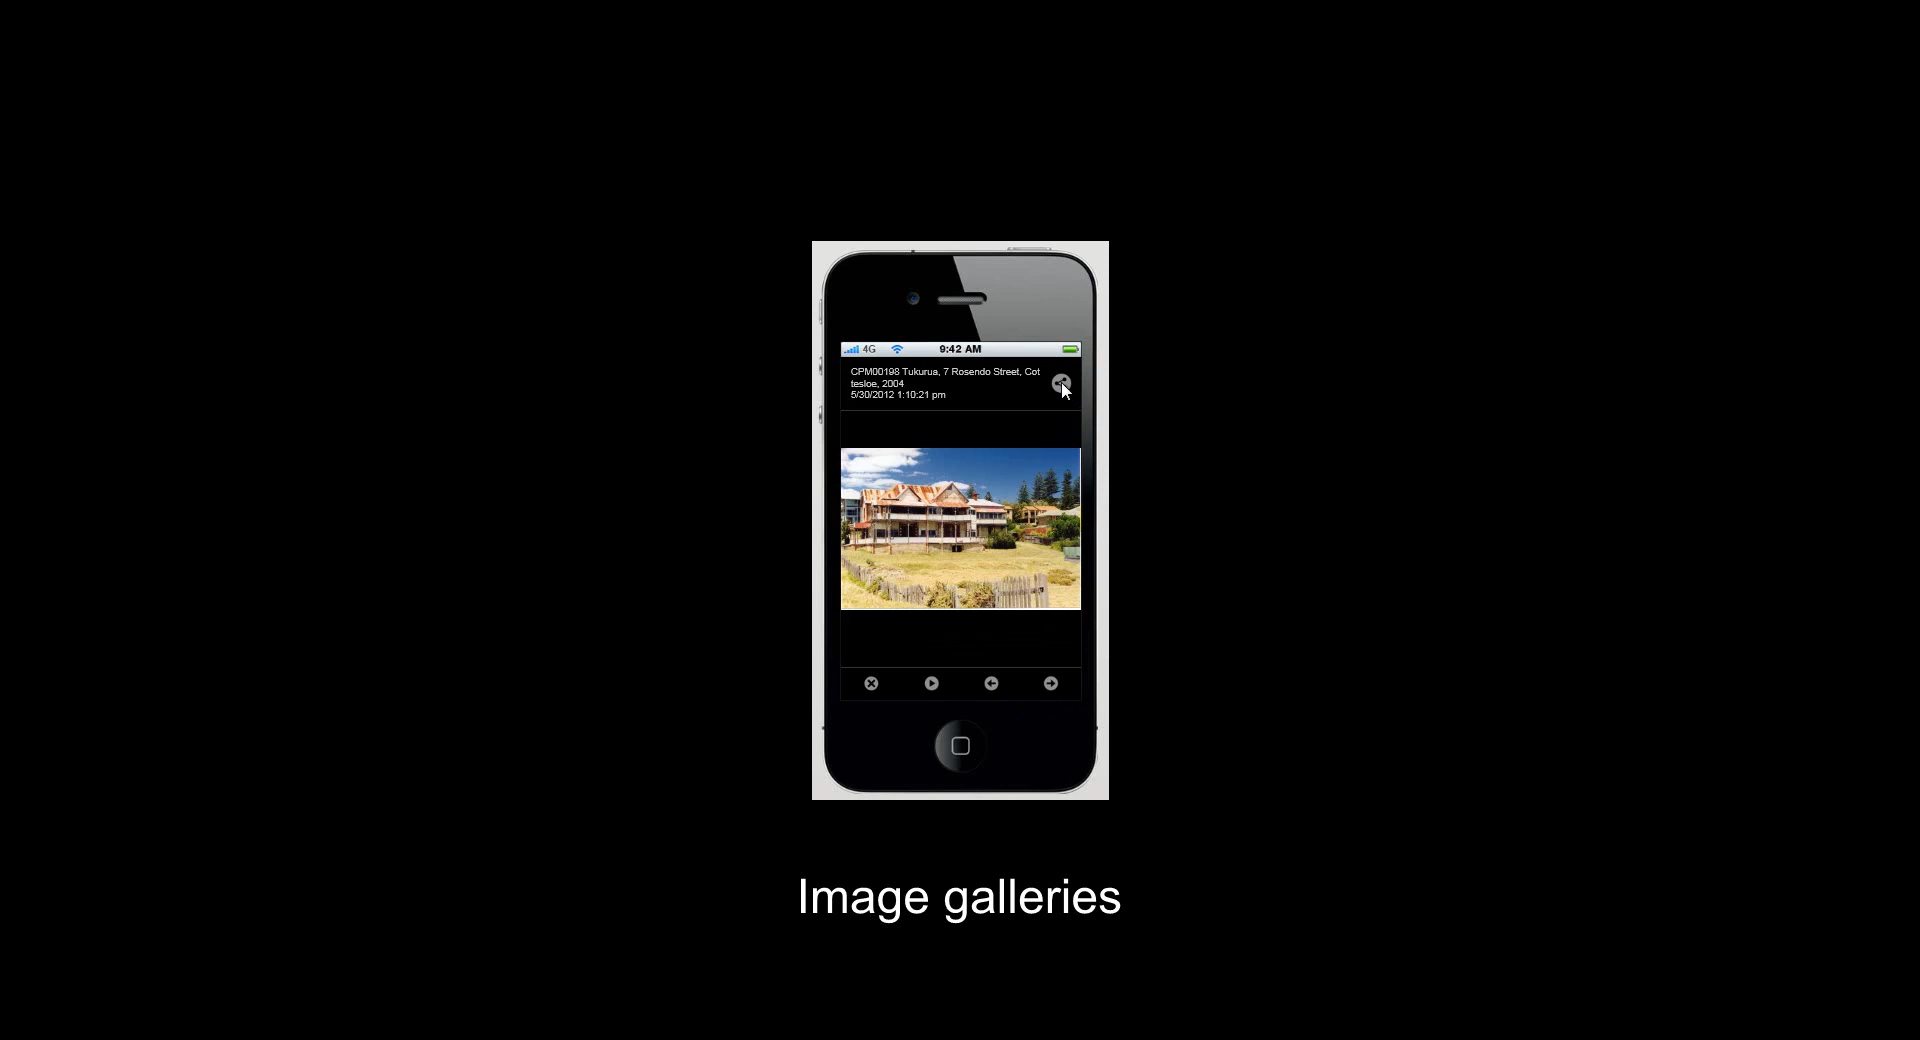 4G 9:42 AM
CPM00198 Tukurua, 7 Rosendo Street, Cot
tesloe, 2004
5/30/2012 1:10:21 pm
Image galleries